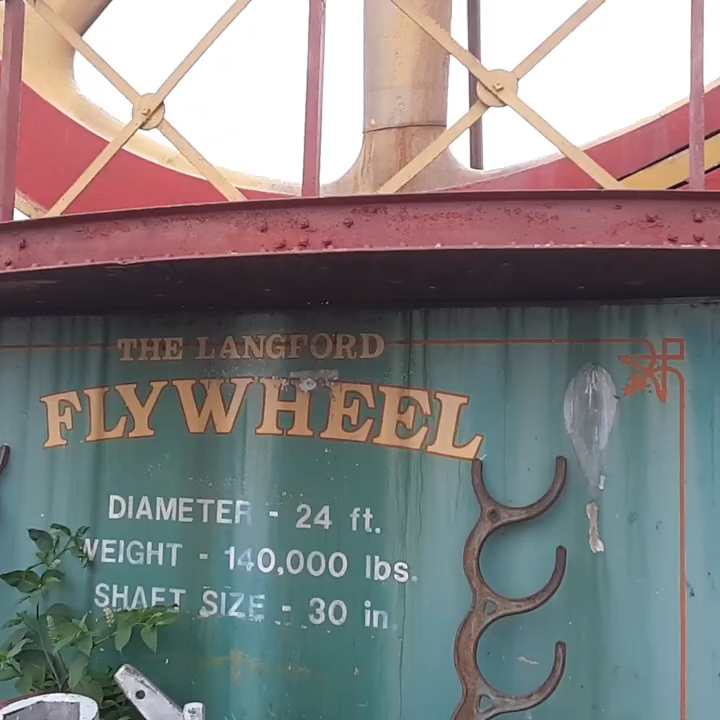 THE LANGFORD
FLYWHEEL
DIAMETER - 24 ft.
WEIGHT - 140,000 lbs.
SHAFT SIZE - 30 in.